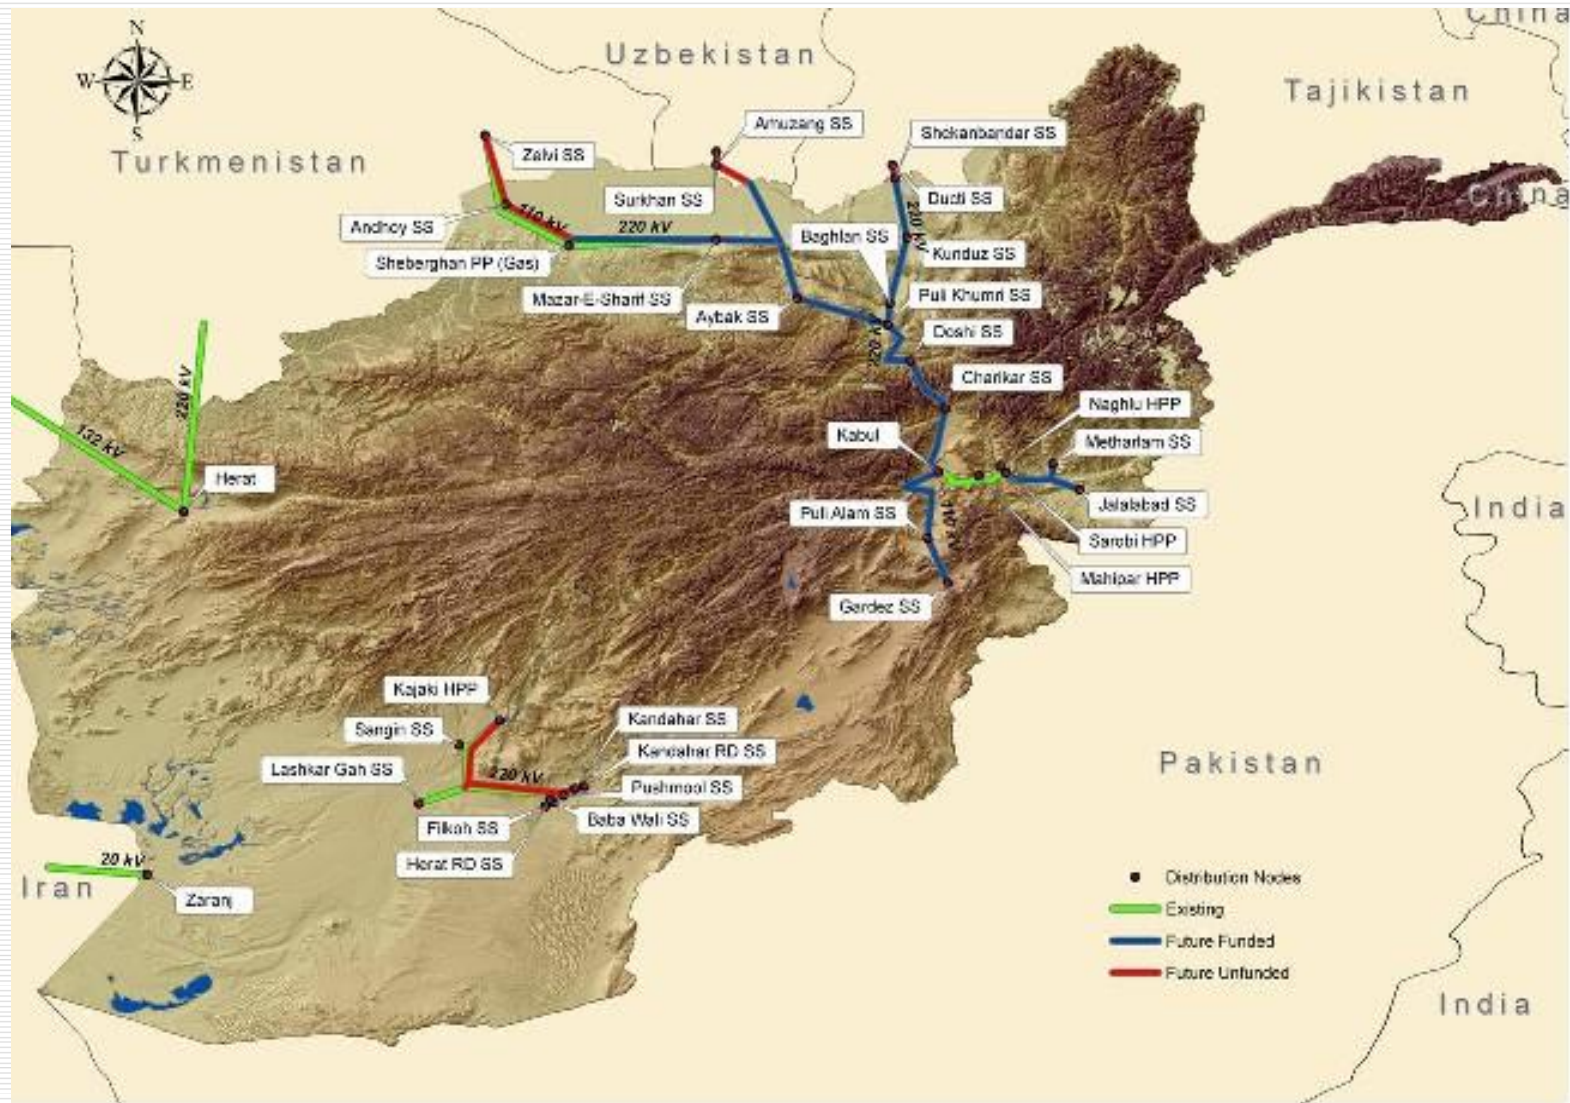 China
N
Uzbekistan
W
E
Tajikistan
S
Amuzang SS
Shekanbandar SS
Turkmenistan
Zelvi SS
China
Surkhan SS
Ducti SS
Andhoy SS
110 kV
220 kV
220 kV
Baghlan SS
Kunduz SS
Sheberghan PP (Gas)
Mazar-E-Sharif SS
Puli Khumri SS
Aybak SS
Doshi SS
220 kV
Charikar SS
220 kV
Naghlu HPP
Kabul
132 kV
Metharlam SS
Herat
Jalalabad SS
India
Puli Alam SS
110 kV
Sarobi HPP
Mahipar HPP
Gardez SS
Kajaki HPP
Kandahar SS
Sangin SS
Kandahar RD SS
Lashkar Gah SS
220 kV
Pakistan
Pushmool SS
Baba Wali SS
Filkoh SS
Herat RD SS
20 kV
Iran
Zaranj
Distribution Nodes
Existing
Future Funded
Future Unfunded
India